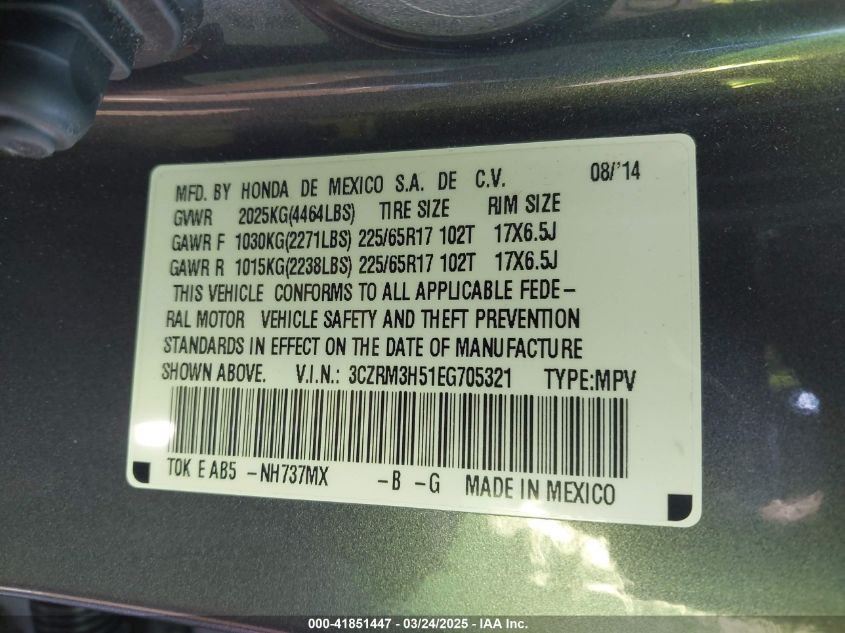 MFD. BY HONDA DE MEXICO S.A. DE C.V. 08/'14
GVWR 2025KG(4464LBS) TIRE SIZE RIM SIZE
GAWR F 1030KG(2271LBS) 225/65R17 102T 17X6.5J
GAWR R 1015KG(2238LBS) 225/65R17 102T 17X6.5J
THIS VEHICLE CONFORMS TO ALL APPLICABLE FEDE-
RAL MOTOR VEHICLE SAFETY AND THEFT PREVENTION
STANDARDS IN EFFECT ON THE DATE OF MANUFACTURE
SHOWN ABOVE. V.I.N.: 3CZRM3H51EG705321 TYPE:MPV
T0K E AB5 -NH737MX -B -G MADE IN MEXICO
000-41851447 - 03/24/2025 - IAA Inc.